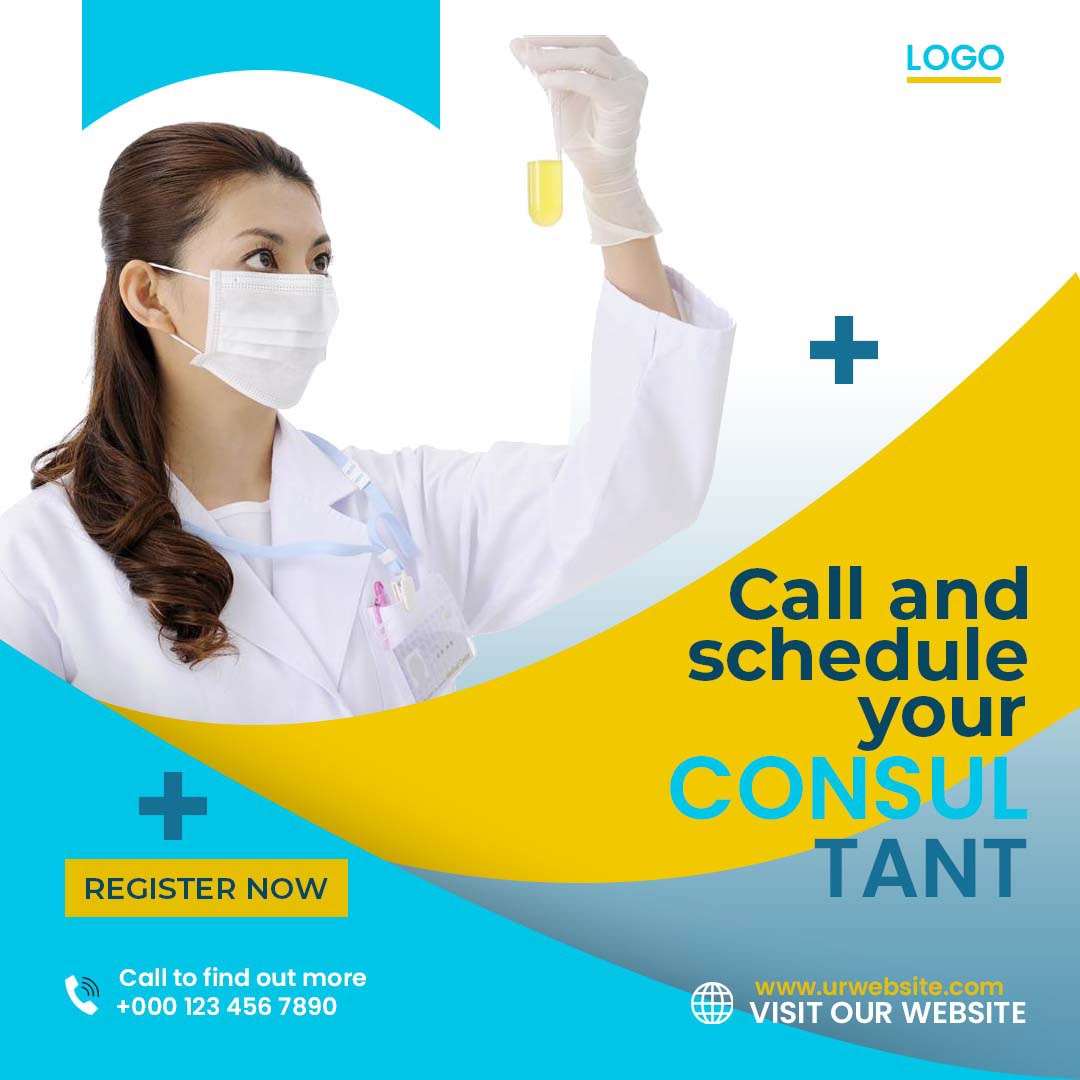 LOGO
Call and
schedule
your
CONSUL
TANT
REGISTER NOW
Call to find out more
+000 123 456 7890
www.urwebsite.com
VISIT OUR WEBSITE